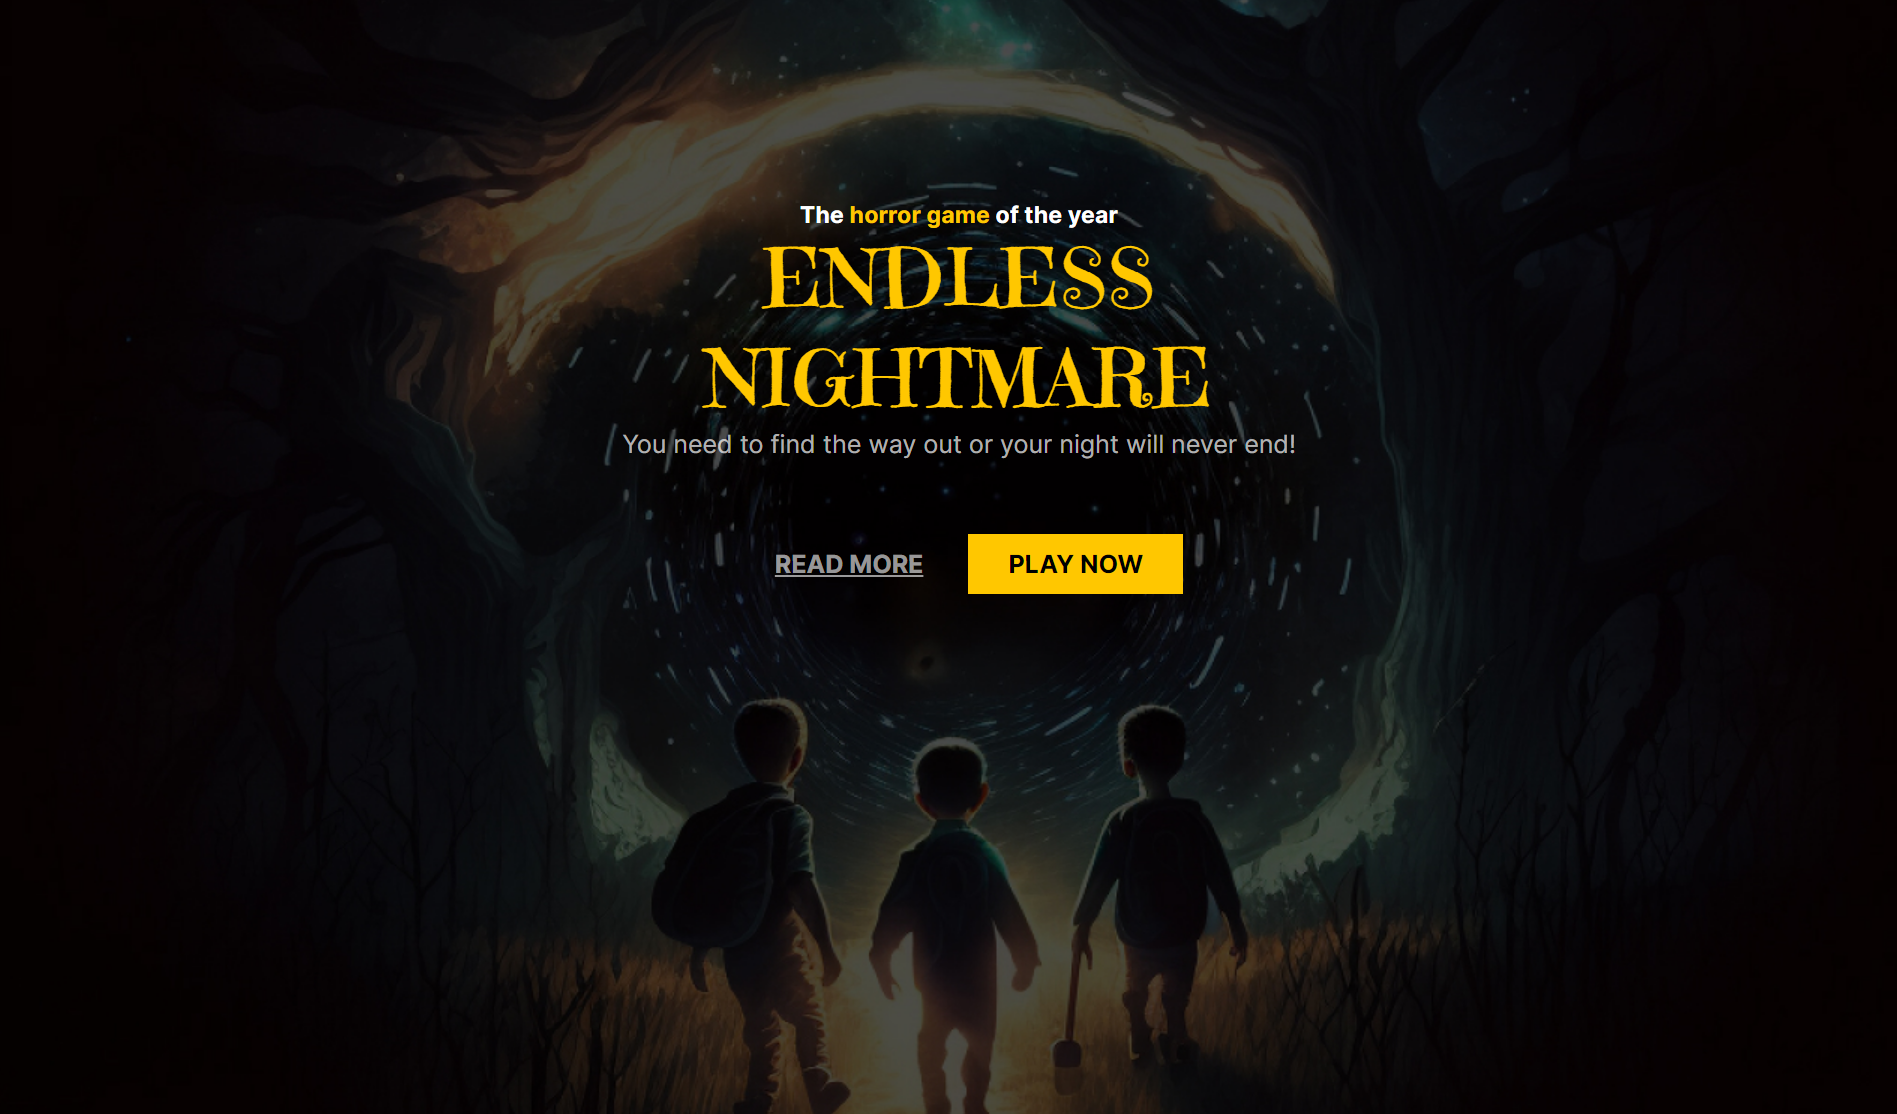 The horror game of the year
ENDLESS
NIGHTMARE
You need to find the way out or your night will never end!
READ MORE
PLAY NOW